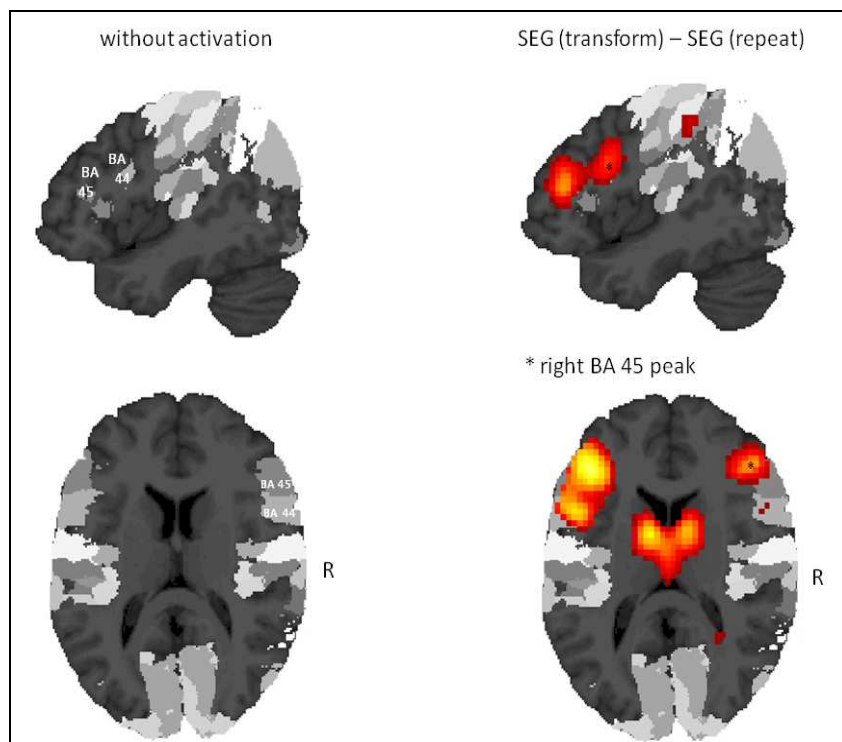 without activation
SEG (transform) – SEG (repeat)
BA
44
BA
45
*
* right BA 45 peak
BA 45
BA 44
R
*
R